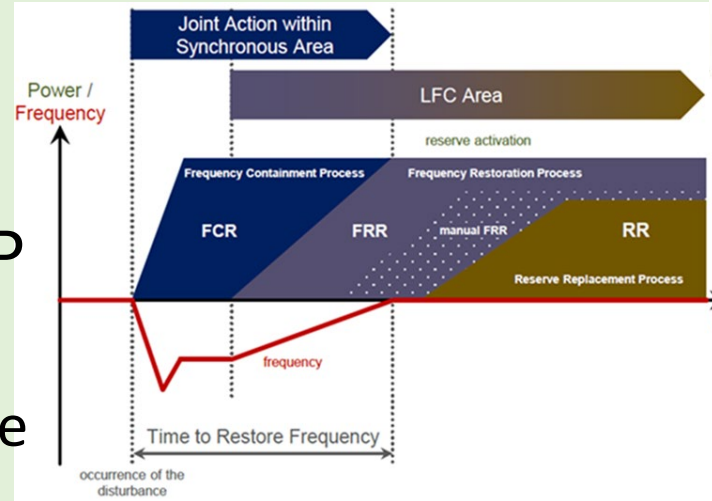 Joint Action within
Synchronous Area
Power /
Frequency
LFC Area
reserve activation
Frequency Containment Process
Frequency Restoration Process
FCR
FRR
manual FRR
RR
Reserve Replacement Process
frequency
Time to Restore Frequency
occurrence of the
disturbance